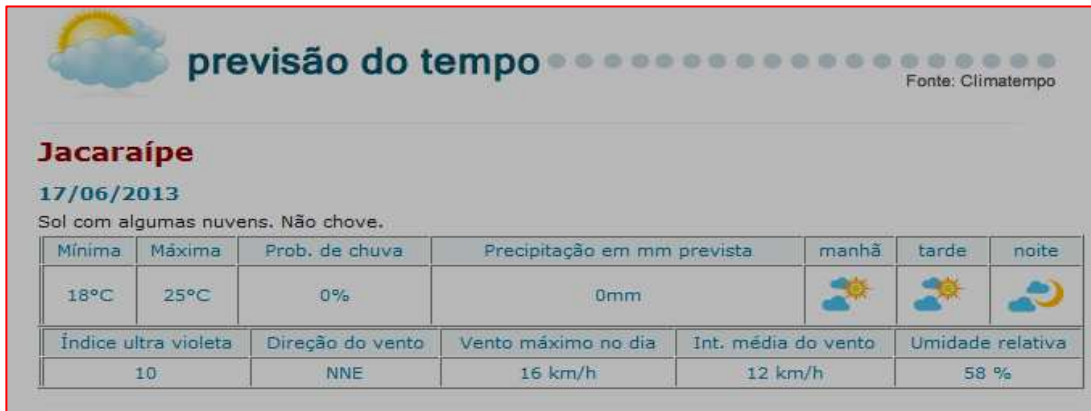 previsão do tempo
Fonte: Climatempo
Jacaraípe
17/06/2013
Sol com algumas nuvens. Não chove.
Mínima Máxima Prob. de chuva Precipitação em mm prevista manhã tarde noite
18°C 25°C 0% 0mm
Índice ultra violeta Direção do vento Vento máximo no dia Int. média do vento Umidade relativa
10 NNE 16 km/h 12 km/h 58 %